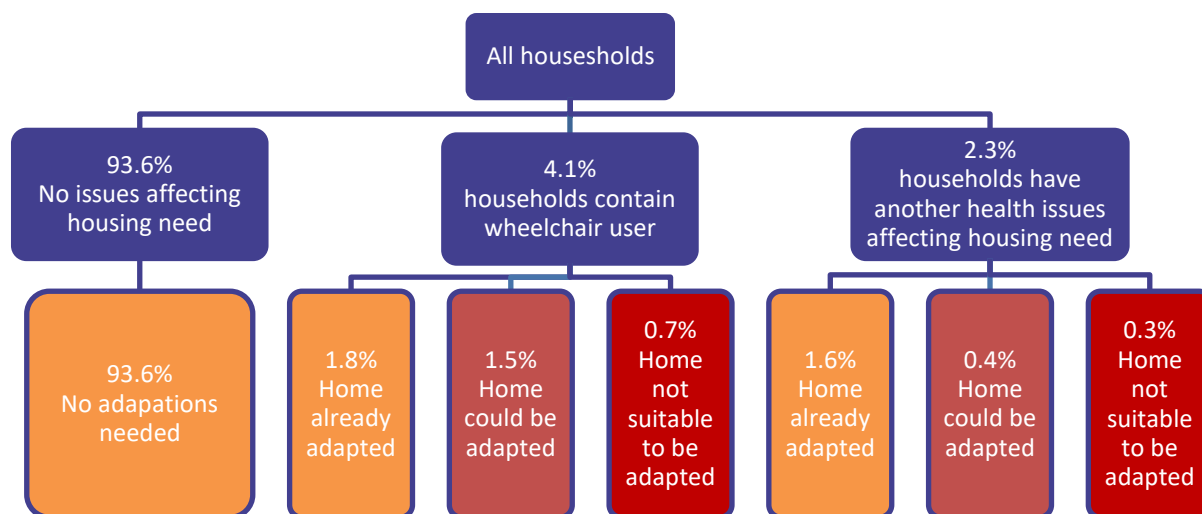 All housesholds
93.6%
No issues affecting
housing need
4.1%
households contain
wheelchair user
2.3%
households have
another health issues
affecting housing need
93.6%
No adapations
needed
1.8%
Home
already
adapted
1.5%
Home
could be
adapted
0.7%
Home
not
suitable
to be
adapted
1.6%
Home
already
adapted
0.4%
Home
could be
adapted
0.3%
Home
not
suitable
to be
adapted